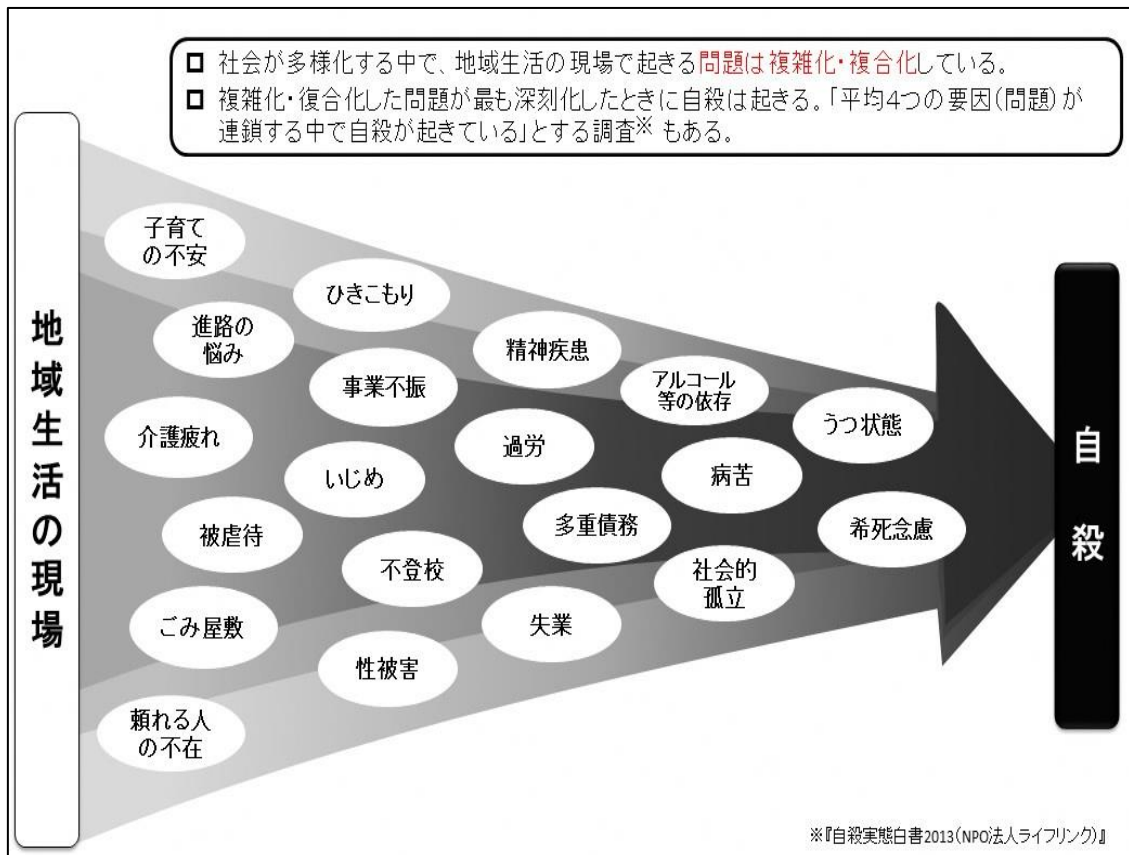 □ 社会が多様化する中で、地域生活の現場で起きる問題は複雑化・複合化している。
□ 複雑化・復合化した問題が最も深刻化したときに自殺は起きる。「平均4つの要因(問題)が
連鎖する中で自殺が起きている」とする調査※ もある。
地域生活の現場
子育て
の不安
進路の
悩み
介護疲れ
被虐待
ごみ屋敷
頼れる人
の不在
ひきこもり
事業不振
いじめ
不登校
性被害
精神疾患
過労
多重債務
失業
アルコール
等の依存
病苦
社会的
孤立
うつ状態
希死念慮
自殺
※『自殺実態白書2013(NPO法人ライフリンク)』